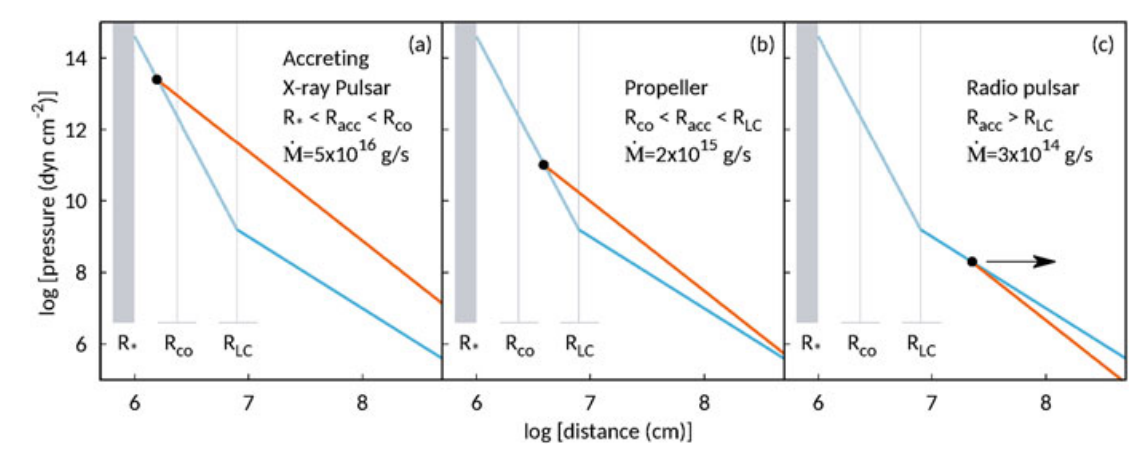 (a)
Accreting
X-ray Pulsar
R* < Racc < Rco
Ṁ=5x10^16 g/s
(b)
Propeller
Rco < Racc < RLC
Ṁ=2x10^15 g/s
(c)
Radio pulsar
Racc > RLC
Ṁ=3x10^14 g/s
log [pressure (dyn cm^-2)]
14
12
10
8
6
R* Rco RLC
R* Rco RLC
R* Rco RLC
6 7 8
6 7 8
6 7 8
log [distance (cm)]